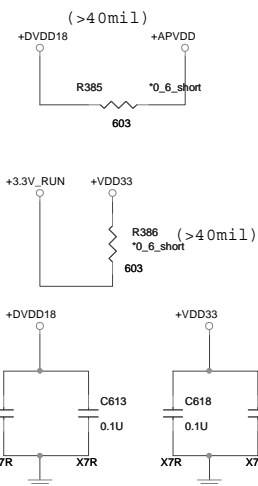 (>40mil)
+DVDD18 +APVDD
R385 *0_6_short
603
+3.3V_RUN +VDD33
R386 (>40mil)
*0_6_short
603
+DVDD18 +VDD33
C613 C618
0.1U 0.1U
X7R X7R X7R